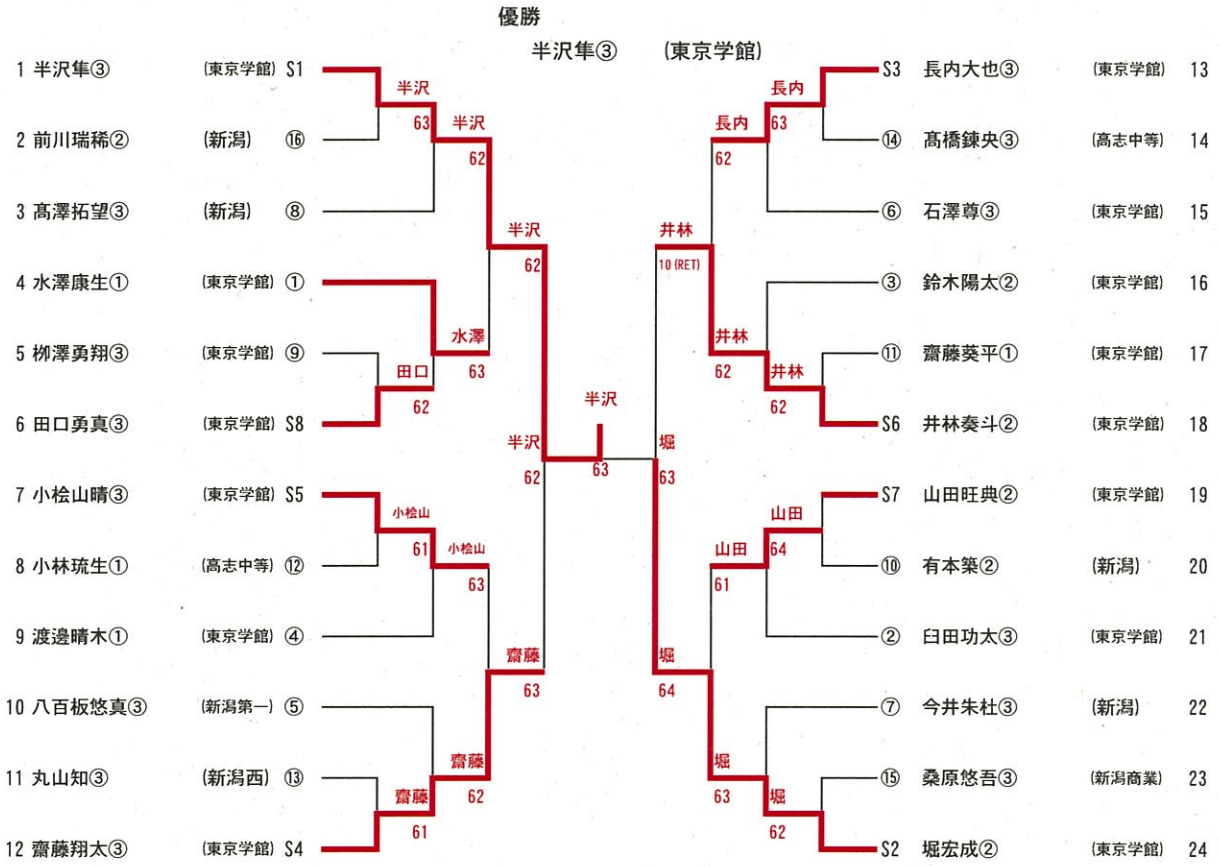 優勝
半沢隼③ (東京学館)
1 半沢隼③ (東京学館) S1
半沢
63
2 前川瑞稀② (新潟) ⑯
半沢
62
3 髙澤拓望③ (新潟) ⑧
半沢
62
4 水澤康生① (東京学館) ①
水澤
63
5 栁澤勇翔③ (東京学館) ⑨
田口
62
6 田口勇真③ (東京学館) S8
半沢
62
7 小桧山晴③ (東京学館) S5
小桧山
61
8 小林琉生① (高志中等) ⑫
小桧山
63
9 渡邉晴木① (東京学館) ④
齋藤
63
10 八百板悠真③ (新潟第一) ⑤
齋藤
62
11 丸山知③ (新潟西) ⑬
齋藤
61
12 齋藤翔太③ (東京学館) S4
半沢
63
S3 長内大也③ (東京学館) 13
長内
63
⑭ 髙橋錬央③ (高志中等) 14
長内
62
⑥ 石澤尊③ (東京学館) 15
井林
10 (RET)
③ 鈴木陽太② (東京学館) 16
井林
62
⑪ 齋藤葵平① (東京学館) 17
井林
62
S6 井林奏斗② (東京学館) 18
堀
63
S7 山田旺典② (東京学館) 19
山田
64
⑩ 有本築② (新潟) 20
山田
61
② 臼田功太③ (東京学館) 21
堀
64
⑦ 今井朱杜③ (新潟) 22
堀
63
⑮ 桑原悠吾③ (新潟商業) 23
堀
62
S2 堀宏成② (東京学館) 24